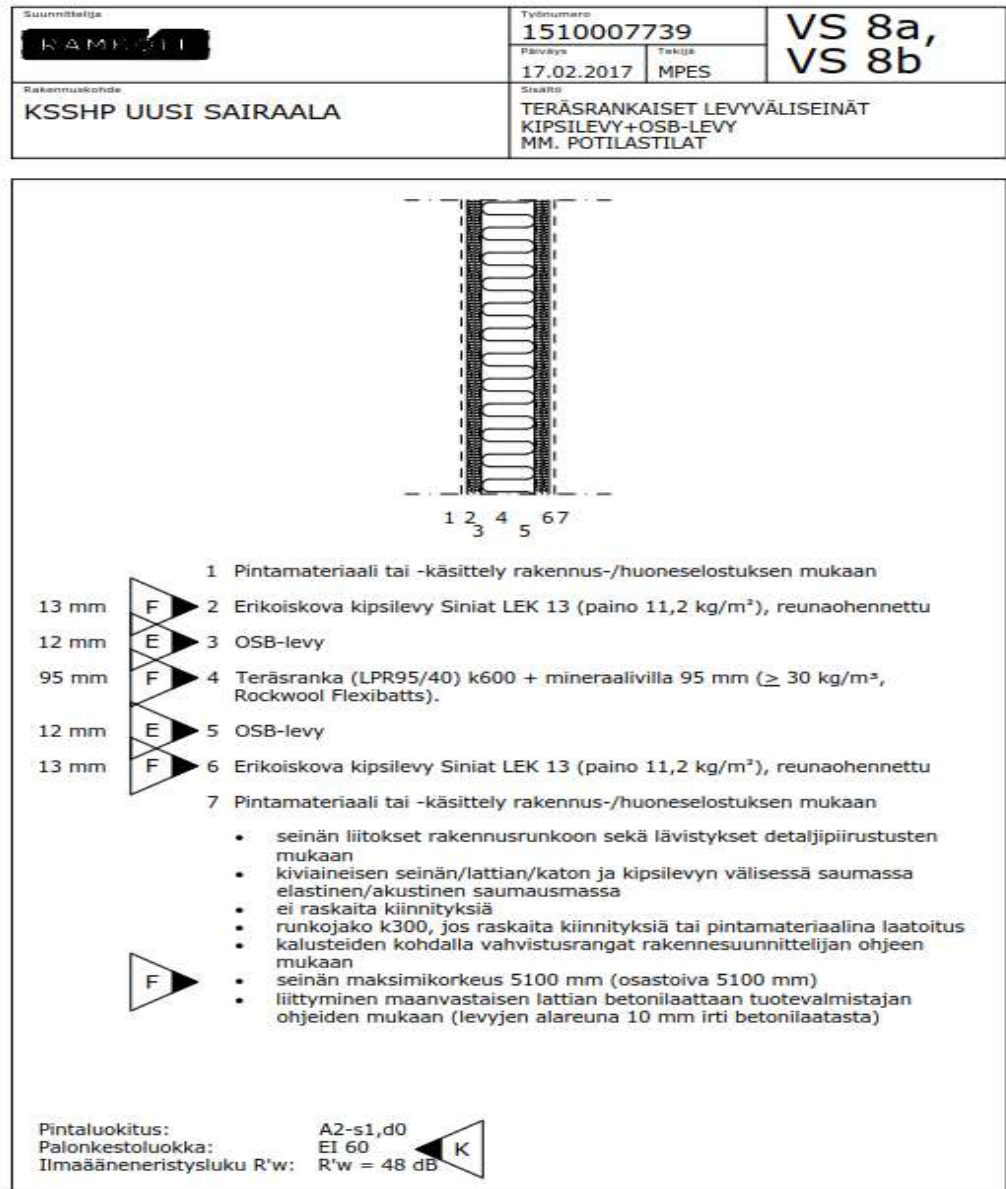 Suunnittelija
RAMBOLL
Työnumero
1510007739
Päiväys
17.02.2017
Tekijä
MPES
VS 8a,
VS 8b
Rakennuskohde
KSSHP UUSI SAIRAALA
Sisältö
TERÄSRANKAISET LEVYVÄLISEINÄT
KIPSILEVY+OSB-LEVY
MM. POTILASTILAT
1 2 3 4 5 6 7
1 Pintamateriaali tai -käsittely rakennus-/huoneselostuksen mukaan
13 mm F 2 Erikoiskova kipsilevy Siniat LEK 13 (paino 11,2 kg/m²), reunaohennettu
12 mm E 3 OSB-levy
95 mm F 4 Teräsranka (LPR95/40) k600 + mineraalivilla 95 mm (≥ 30 kg/m³,
Rockwool Flexibatts).
12 mm E 5 OSB-levy
13 mm F 6 Erikoiskova kipsilevy Siniat LEK 13 (paino 11,2 kg/m²), reunaohennettu
7 Pintamateriaali tai -käsittely rakennus-/huoneselostuksen mukaan
• seinän liitokset rakennusrunkoon sekä lävistykset detaljipiirustusten
mukaan
• kiviaineisen seinän/lattian/katon ja kipsilevyn välisessä saumassa
elastinen/akustinen saumausmassa
• ei raskaita kiinnityksiä
• runkojako k300, jos raskaita kiinnityksiä tai pintamateriaalina laatoitus
• kalusteiden kohdalla vahvistusrangat rakennesuunnittelijan ohjeen
mukaan
F • seinän maksimikorkeus 5100 mm (osastoiva 5100 mm)
• liittyminen maanvastaisen lattian betonilaattaan tuotevalmistajan
ohjeiden mukaan (levyjen alareuna 10 mm irti betonilaatasta)
Pintaluokitus: A2-s1,d0
Palonkestoluokka: EI 60 K
Ilmaääneneristysluku R'w: R'w = 48 dB